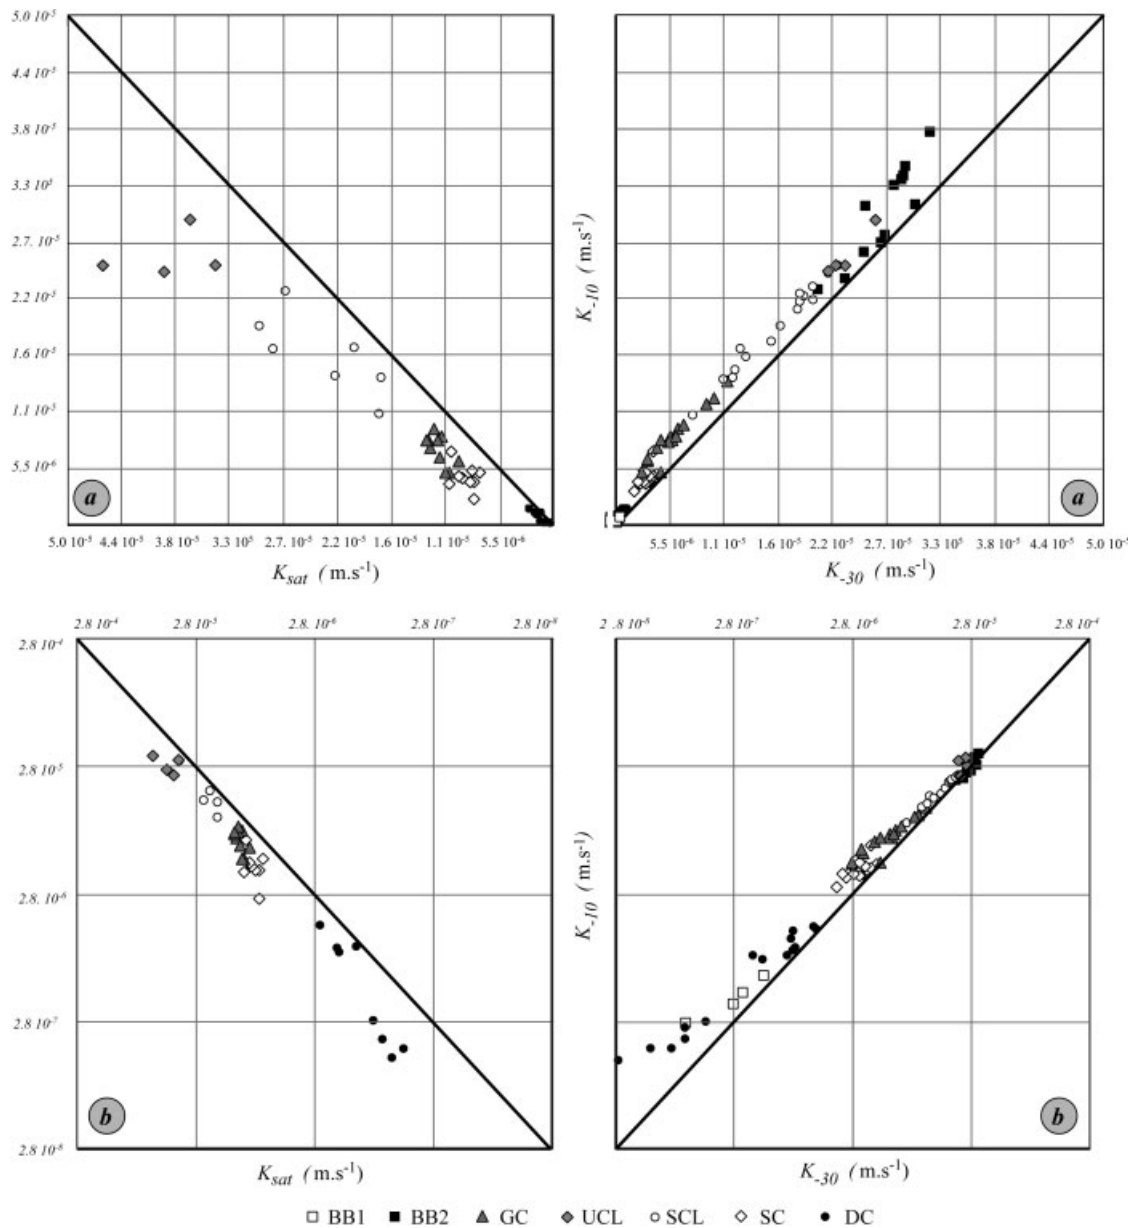 5.0 10⁻⁵
4.4 10⁻⁵
3.8 10⁻⁵
3.3 10⁵
2.7. 10⁻⁵
2.2 10⁻⁵
1.6 10⁻⁵
1.1 10⁻⁵
5.5 10⁻⁶
a
5.0 10⁻⁵ 4.4 10⁻⁵ 3.8 10⁻⁵ 3.3 10⁻⁵ 2.7. 10⁻⁵ 2.2 10⁻⁵ 1.6 10⁻⁵ 1.1 10⁻⁵ 5.5 10⁻⁶
K_sat ( m.s⁻¹)
K_-10 ( m.s⁻¹)
a
5.5 10⁻⁶ 1.1 10⁻⁵ 1.6 10⁻⁵ 2.2 10⁻⁵ 2.7. 10⁻⁵ 3.3 10⁻⁵ 3.8 10⁻⁵ 4.4 10⁻⁵ 5.0 10⁻⁵
K_-30 ( m.s⁻¹)
2.8 10⁻⁴ 2.8 10⁻⁵ 2.8. 10⁻⁶ 2.8 10⁻⁷ 2.8 10⁻⁸
2.8 10⁻⁴
2.8 10⁻⁵
2.8. 10⁻⁶
2.8 10⁻⁷
2.8 10⁻⁸
b
K_sat ( m.s⁻¹)
2 .8 10⁻⁸ 2.8 10⁻⁷ 2.8. 10⁻⁶ 2.8 10⁻⁵ 2.8 10⁻⁴
K_-10 ( m.s⁻¹)
b
K_-30 ( m.s⁻¹)
BB1 BB2 GC UCL SCL SC DC